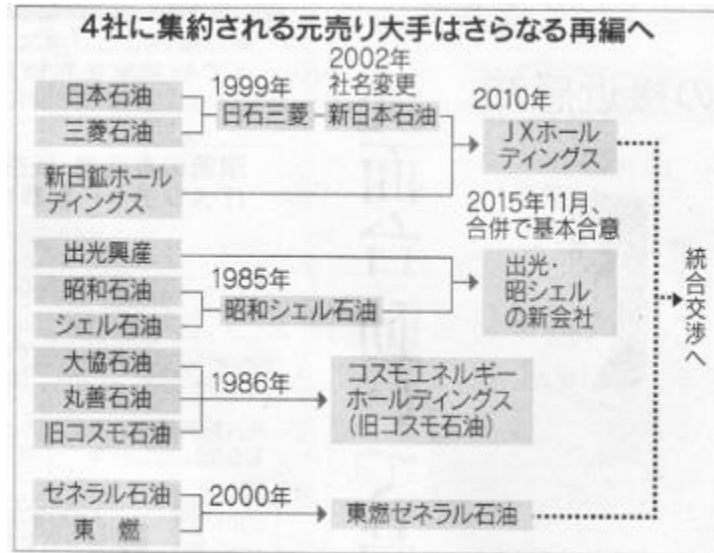 4社に集約される元売り大手はさらなる再編へ
日本石油
三菱石油
1999年
日石三菱
2002年
社名変更
新日本石油
新日鉱ホール
ディングス
2010年
JXホール
ディングス
出光興産
昭和石油
シェル石油
1985年
昭和シェル石油
2015年11月、
合併で基本合意
出光・
昭シェル
の新会社
大協石油
丸善石油
旧コスモ石油
1986年
コスモエネルギー
ホールディングス
(旧コスモ石油)
ゼネラル石油
東 燃
2000年
東燃ゼネラル石油
統合交渉へ
の接近